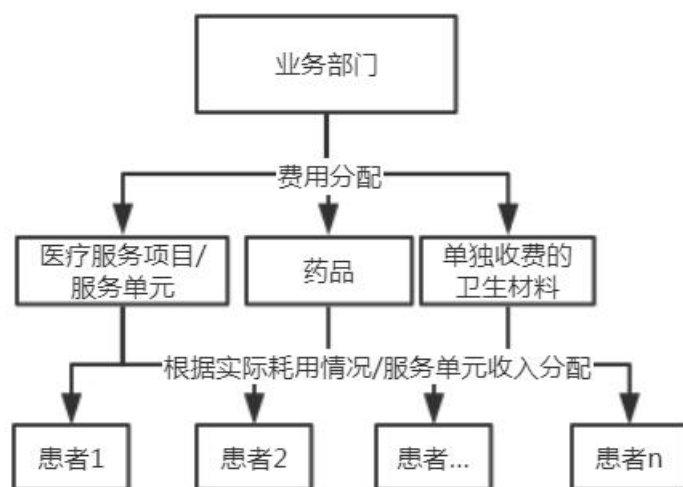 业务部门
费用分配
医疗服务项目/
服务单元
药品
单独收费的
卫生材料
根据实际耗用情况/服务单元收入分配
患者1
患者2
患者...
患者n